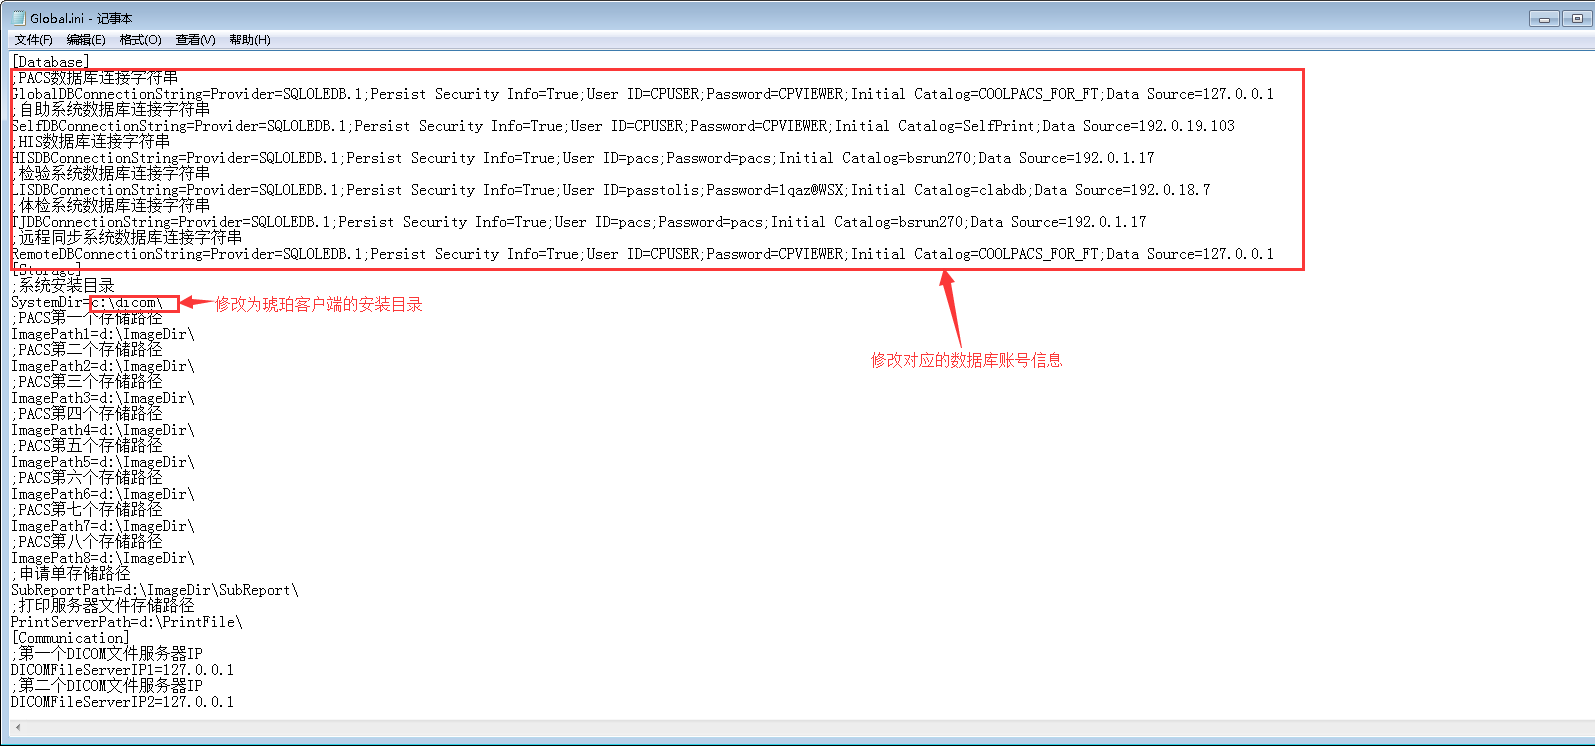 Global.ini - 记事本
文件(F) 编辑(E) 格式(O) 查看(V) 帮助(H)
[Database]
;PACS数据库连接字符串
GlobalDBConnectionString=Provider=SQLOLEDB.1;Persist Security Info=True;User ID=CPUSER;Password=CPVIEWER;Initial Catalog=COOLPACS_FOR_FT;Data Source=127.0.0.1
;自助系统数据库连接字符串
SelfDBConnectionString=Provider=SQLOLEDB.1;Persist Security Info=True;User ID=CPUSER;Password=CPVIEWER;Initial Catalog=SelfPrint;Data Source=192.0.19.103
;HIS数据库连接字符串
HISDBConnectionString=Provider=SQLOLEDB.1;Persist Security Info=True;User ID=pacs;Password=pacs;Initial Catalog=bsrun270;Data Source=192.0.1.17
;检验系统数据库连接字符串
LISDBConnectionString=Provider=SQLOLEDB.1;Persist Security Info=True;User ID=passtolis;Password=1qaz@WSX;Initial Catalog=clabdb;Data Source=192.0.18.7
;体检系统数据库连接字符串
TJDBConnectionString=Provider=SQLOLEDB.1;Persist Security Info=True;User ID=pacs;Password=pacs;Initial Catalog=bsrun270;Data Source=192.0.1.17
;远程同步系统数据库连接字符串
RemoteDBConnectionString=Provider=SQLOLEDB.1;Persist Security Info=True;User ID=CPUSER;Password=CPVIEWER;Initial Catalog=COOLPACS_FOR_FT;Data Source=127.0.0.1
[Storage]
;系统安装目录
SystemDir=c:\dicom\
修改为琥珀客户端的安装目录
;PACS第一个存储路径
ImagePath1=d:\ImageDir\
;PACS第二个存储路径
ImagePath2=d:\ImageDir\
修改对应的数据库账号信息
;PACS第三个存储路径
ImagePath3=d:\ImageDir\
;PACS第四个存储路径
ImagePath4=d:\ImageDir\
;PACS第五个存储路径
ImagePath5=d:\ImageDir\
;PACS第六个存储路径
ImagePath6=d:\ImageDir\
;PACS第七个存储路径
ImagePath7=d:\ImageDir\
;PACS第八个存储路径
ImagePath8=d:\ImageDir\
;申请单存储路径
SubReportPath=d:\ImageDir\SubReport\
;打印服务器文件存储路径
PrintServerPath=d:\PrintFile\
[Communication]
;第一个DICOM文件服务器IP
DICOMFileServerIP1=127.0.0.1
;第二个DICOM文件服务器IP
DICOMFileServerIP2=127.0.0.1